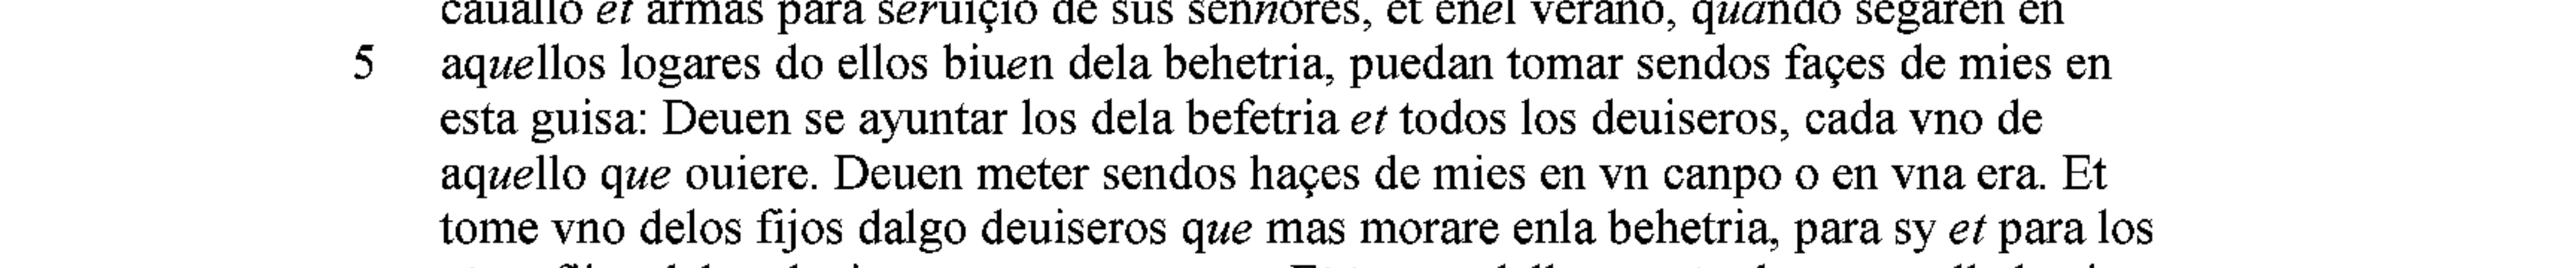 cauallo et armas para seruiçio de sus sennores, et enel verano, quando segaren en
5 aquellos logares do ellos biuen dela behetria, puedan tomar sendos façes de mies en
esta guisa: Deuen se ayuntar los dela befetria et todos los deuiseros, cada vno de
aquello que ouiere. Deuen meter sendos haçes de mies en vn canpo o en vna era. Et
tome vno delos fijos dalgo deuiseros que mas morare enla behetria, para sy et para los